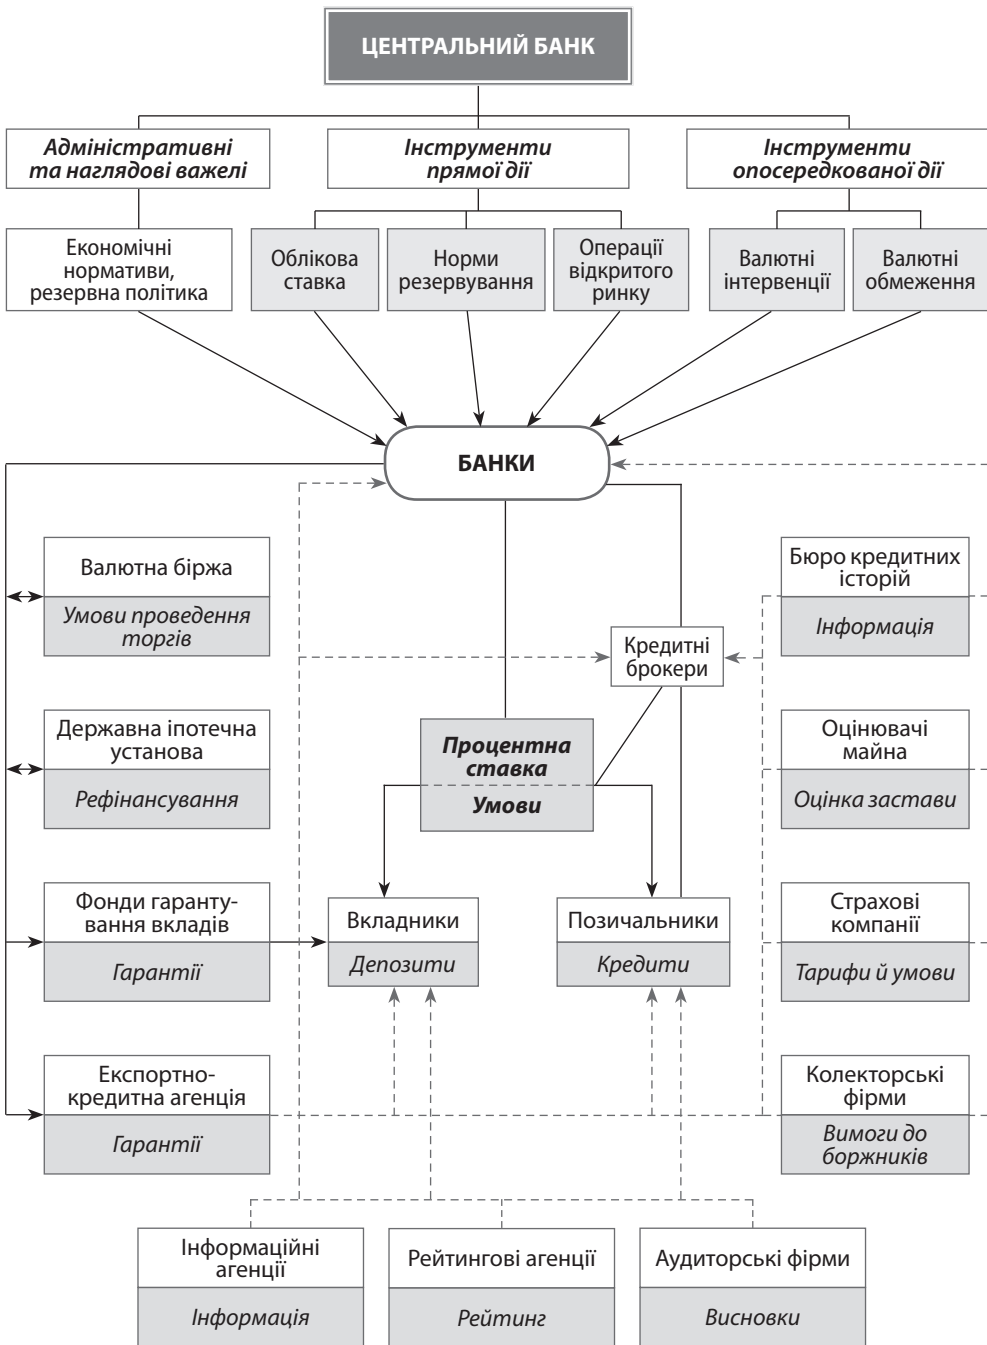 ЦЕНТРАЛЬНИЙ БАНК
Адміністративні
та наглядові важелі
Інструменти
прямої дії
Інструменти
опосередкованої дії
Економічні
нормативи,
резервна політика
Облікова
ставка
Норми
резервування
Операції
відкритого
ринку
Валютні
інтервенції
Валютні
обмеження
БАНКИ
Валютна біржа
Умови проведення
торгів
Бюро кредитних
історій
Інформація
Кредитні
брокери
Державна іпотечна
установа
Рефінансування
Процентна
ставка
Умови
Оцінювачі
майна
Оцінка застави
Фонди гаранту-
вання вкладів
Гарантії
Вкладники
Депозити
Позичальники
Кредити
Страхові
компанії
Тарифи й умови
Експортно-
кредитна агенція
Гарантії
Колекторські
фірми
Вимоги до
боржників
Інформаційні
агенції
Інформація
Рейтингові агенції
Рейтинг
Аудиторські фірми
Висновки